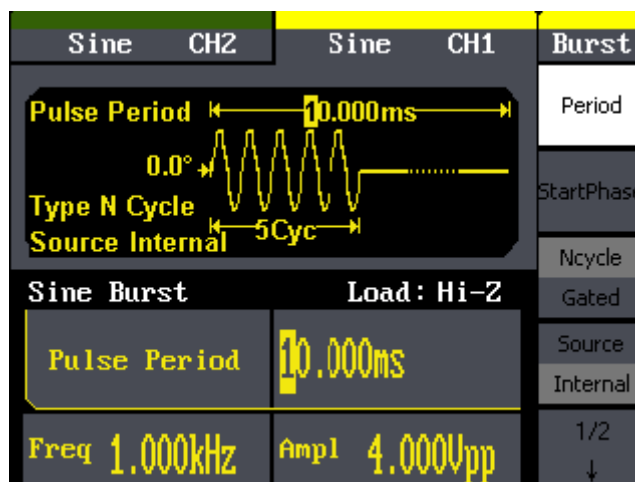 Sine CH2 Sine CH1 Burst
Pulse Period 10.000ms
Period
0.0°
StartPhase
Type N Cycle
5Cyc
Source Internal
Ncycle
Gated
Sine Burst Load: Hi-Z
Source
Internal
Pulse Period 10.000ms
Freq 1.000kHz Ampl 4.000Vpp
1/2
↓